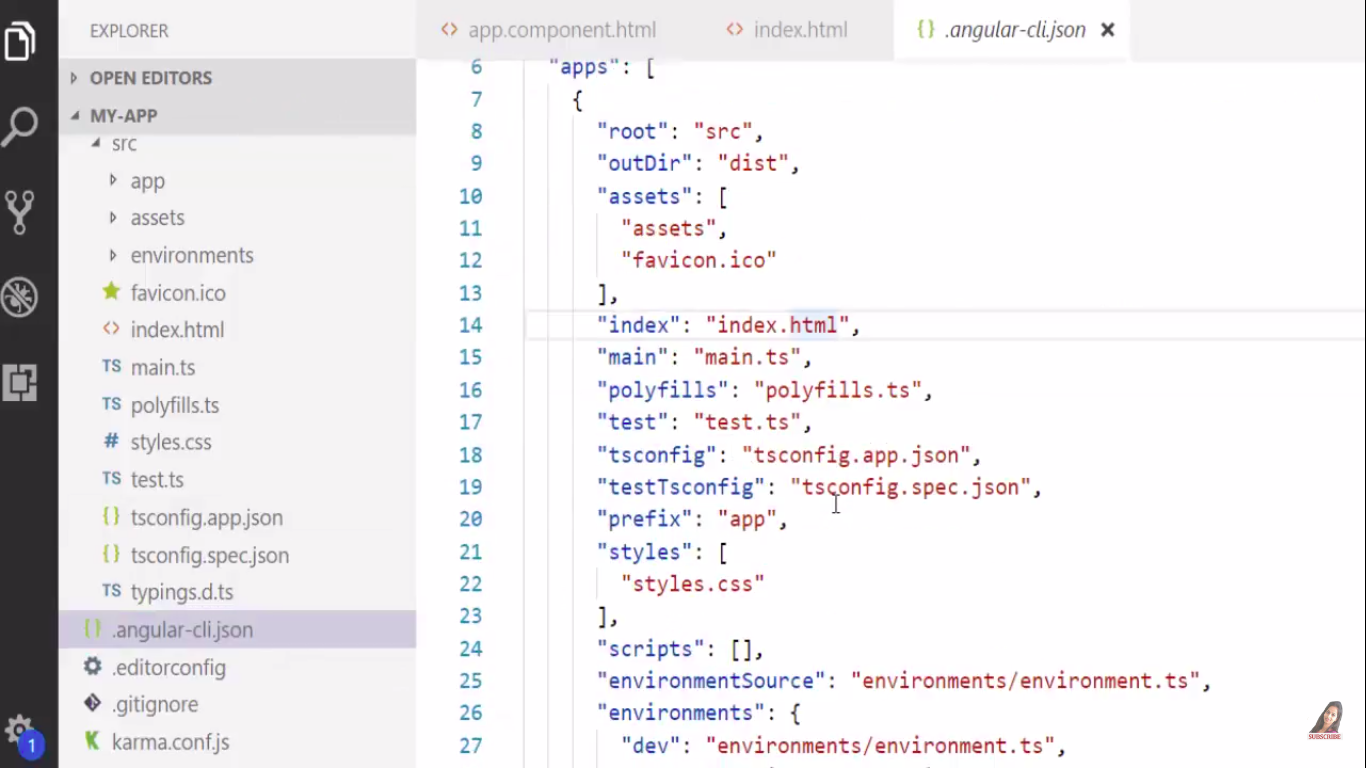 EXPLORER
OPEN EDITORS
MY-APP
src
app
assets
environments
favicon.ico
index.html
TS main.ts
TS polyfills.ts
# styles.css
TS test.ts
{} tsconfig.app.json
{} tsconfig.spec.json
TS typings.d.ts
{} .angular-cli.json
.editorconfig
.gitignore
K karma.conf.js
1
<> app.component.html <> index.html {} .angular-cli.json ×
6 "apps": [
7 {
8 "root": "src",
9 "outDir": "dist",
10 "assets": [
11 "assets",
12 "favicon.ico"
13 ],
14 "index": "index.html",
15 "main": "main.ts",
16 "polyfills": "polyfills.ts",
17 "test": "test.ts",
18 "tsconfig": "tsconfig.app.json",
19 "testTsconfig": "tsconfig.spec.json",
20 "prefix": "app",
21 "styles": [
22 "styles.css"
23 ],
24 "scripts": [],
25 "environmentSource": "environments/environment.ts",
26 "environments": {
27 "dev": "environments/environment.ts",
SUBSCRIBE